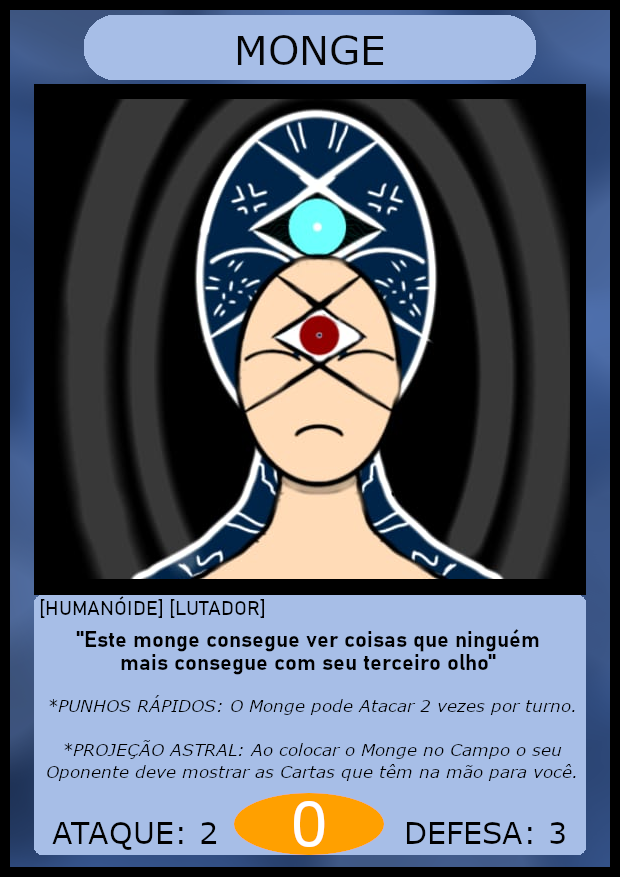 MONGE
[HUMANÓIDE] [LUTADOR]
"Este monge consegue ver coisas que ninguém
mais consegue com seu terceiro olho"
*PUNHOS RÁPIDOS: O Monge pode Atacar 2 vezes por turno.
*PROJEÇÃO ASTRAL: Ao colocar o Monge no Campo o seu
Oponente deve mostrar as Cartas que têm na mão para você.
ATAQUE: 2
0
DEFESA: 3